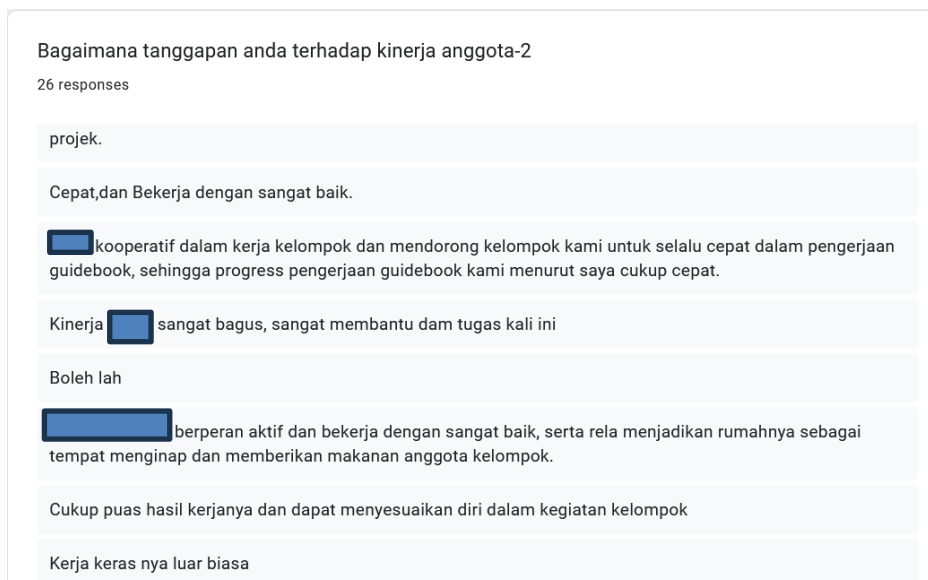 Bagaimana tanggapan anda terhadap kinerja anggota-2
26 responses
projek.
Cepat,dan Bekerja dengan sangat baik.
kooperatif dalam kerja kelompok dan mendorong kelompok kami untuk selalu cepat dalam pengerjaan
guidebook, sehingga progress pengerjaan guidebook kami menurut saya cukup cepat.
Kinerja sangat bagus, sangat membantu dam tugas kali ini
Boleh lah
berperan aktif dan bekerja dengan sangat baik, serta rela menjadikan rumahnya sebagai
tempat menginap dan memberikan makanan anggota kelompok.
Cukup puas hasil kerjanya dan dapat menyesuaikan diri dalam kegiatan kelompok
Kerja keras nya luar biasa